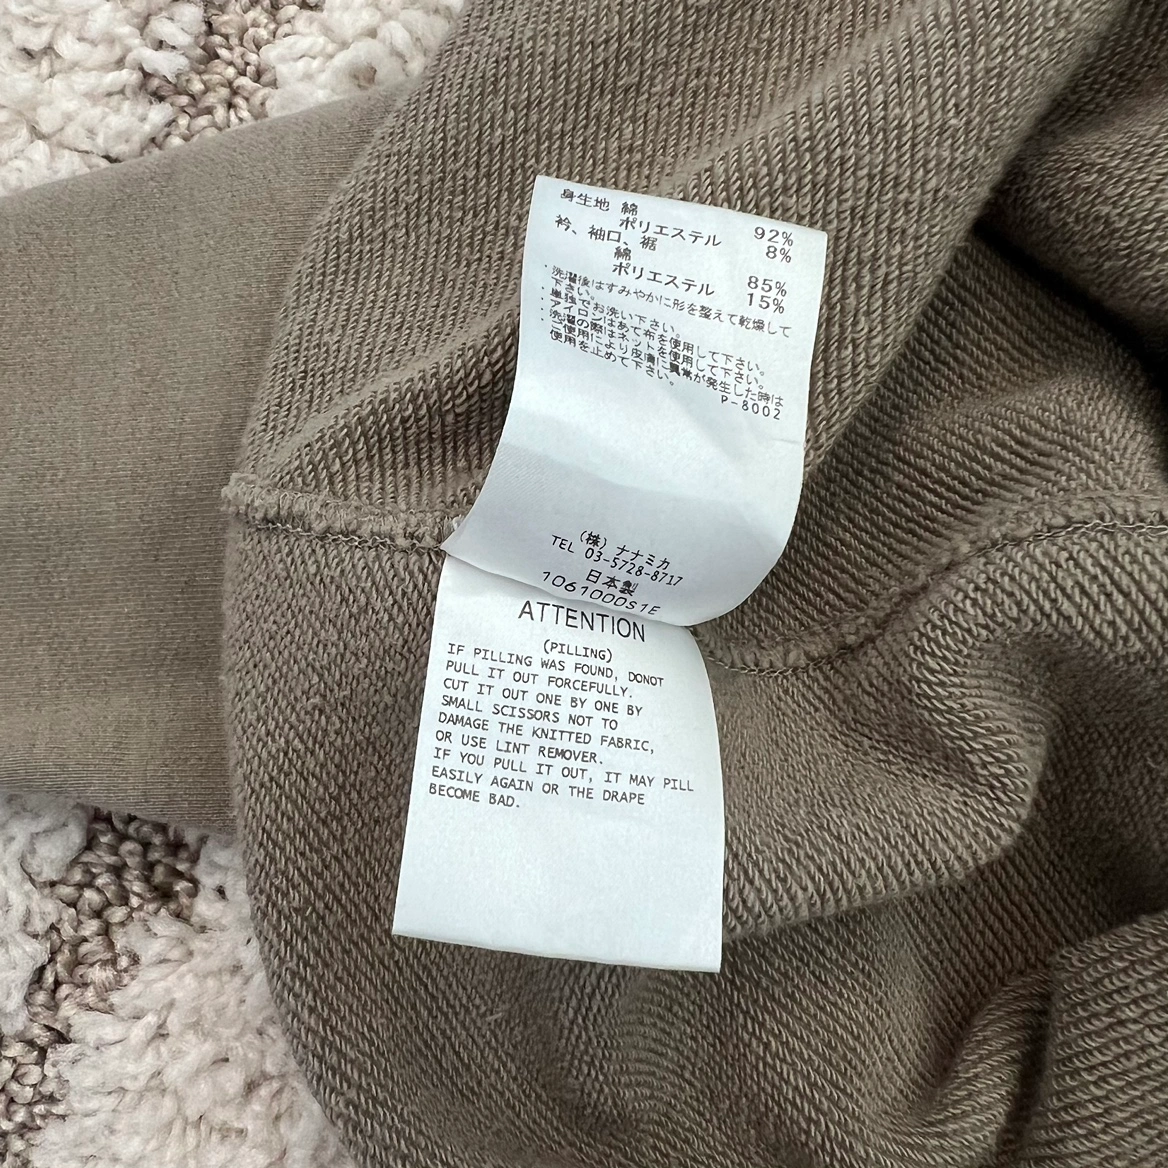 身生地 綿 92%
ポリエステル 8%
衿、袖口、裾
綿 85%
ポリエステル 15%
・洗濯後はすみやかに形を整えて乾燥して
下さい。
・単独でお洗い下さい。
・アイロンはあて布を使用して下さい。
・洗濯の際はネットを使用して下さい。
ご使用により皮膚に異常が発生した時は
使用を止めて下さい。
P-8002
(株) ナナミカ
TEL 03-5728-8717
日本製
1061000S1E
ATTENTION
(PILLING)
IF PILLING WAS FOUND, DONOT
PULL IT OUT FORCEFULLY.
CUT IT OUT ONE BY ONE BY
SMALL SCISSORS NOT TO
DAMAGE THE KNITTED FABRIC,
OR USE LINT REMOVER.
IF YOU PULL IT OUT, IT MAY PILL
EASILY AGAIN OR THE DRAPE
BECOME BAD.